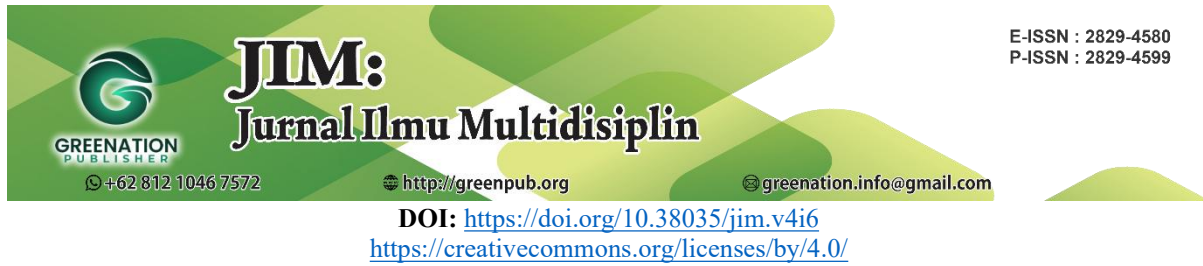 E-ISSN : 2829-4580
P-ISSN : 2829-4599
JIM:
Jurnal Ilmu Multidisiplin
G
GREENATION
PUBLISHER
+62 812 1046 7572
http://greenpub.org
greenation.info@gmail.com
DOI: https://doi.org/10.38035/jim.v4i6
https://creativecommons.org/licenses/by/4.0/